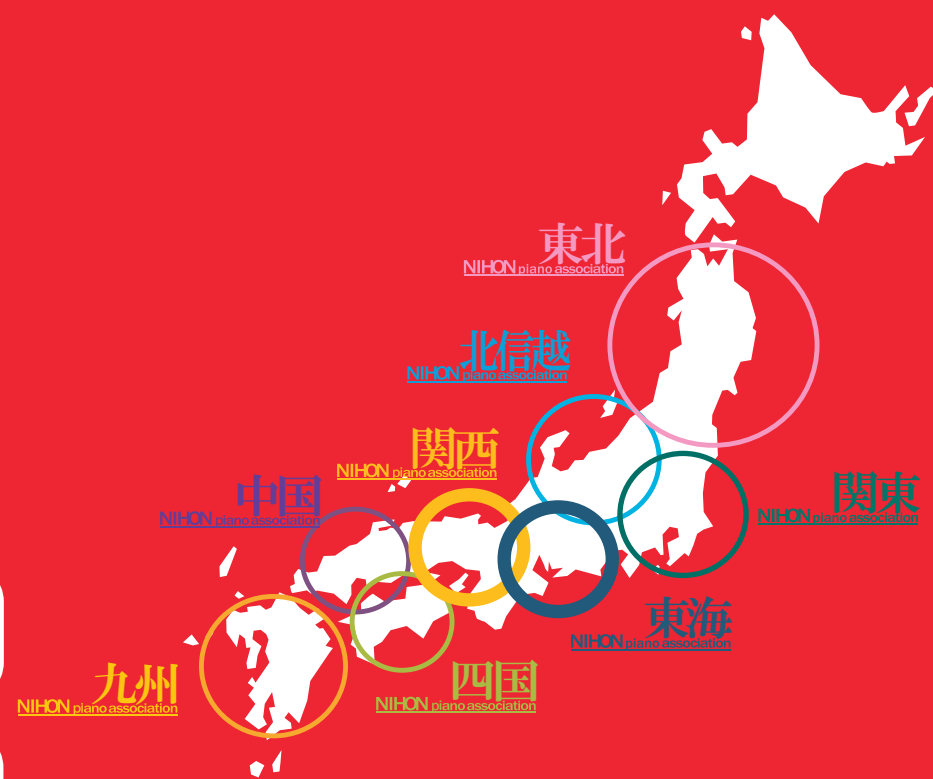 東北
NIHON piano association
北信越
NIHON piano association
関西
NIHON piano association
中国
NIHON piano association
関東
NIHON piano association
東海
NIHON piano association
四国
NIHON piano association
九州
NIHON piano association